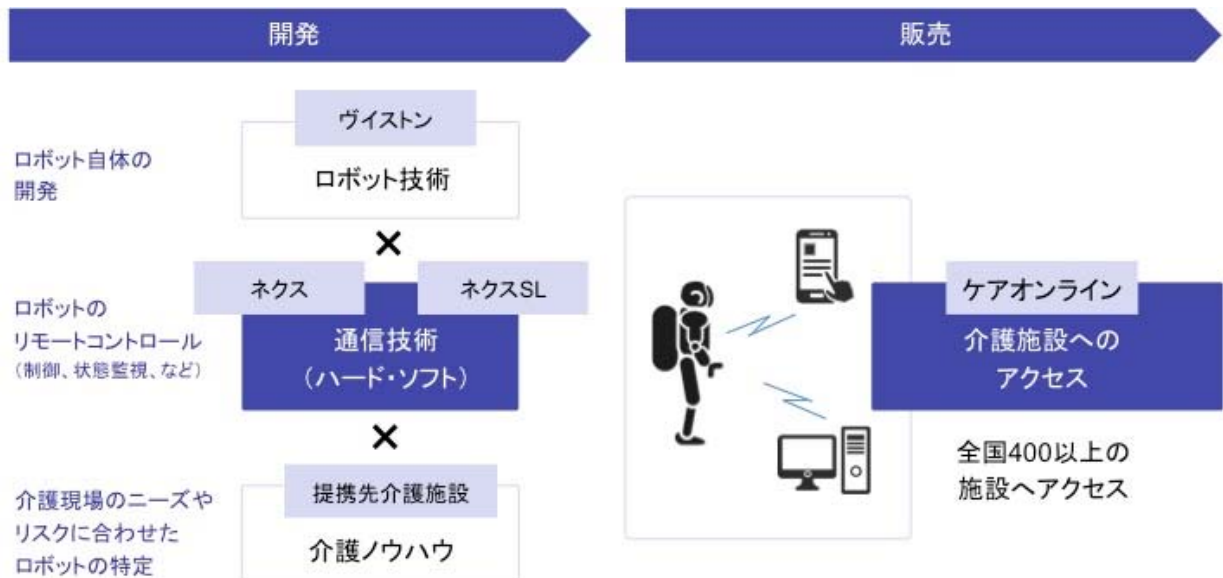 開発
販売
ヴイストン
ロボット技術
ロボット自体の
開発
×
ネクス
ネクスSL
通信技術
(ハード・ソフト)
ロボットの
リモートコントロール
(制御、状態監視、など)
×
提携先介護施設
介護ノウハウ
介護現場のニーズや
リスクに合わせた
ロボットの特定
ケアオンライン
介護施設への
アクセス
全国400以上の
施設へアクセス